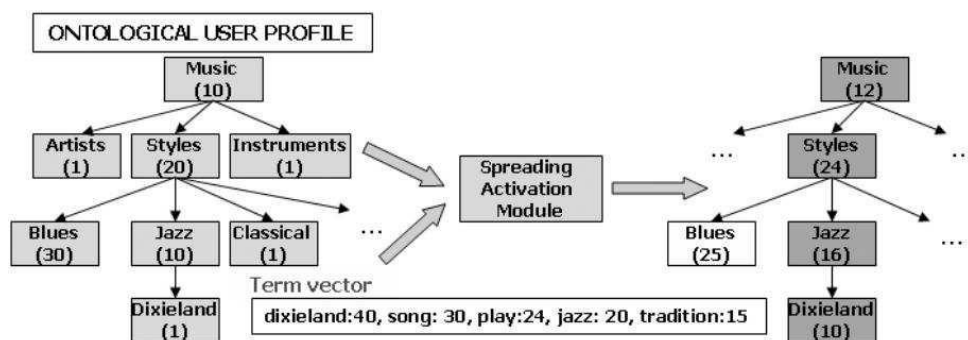 ONTOLOGICAL USER PROFILE
Music
(10)
Artists
(1)
Styles
(20)
Instruments
(1)
Blues
(30)
Jazz
(10)
Classical
(1)
...
Dixieland
(1)
Spreading
Activation
Module
Term vector
dixieland:40, song: 30, play:24, jazz: 20, tradition:15
Music
(12)
...
Styles
(24)
..
Blues
(25)
Jazz
(16)
...
Dixieland
(10)